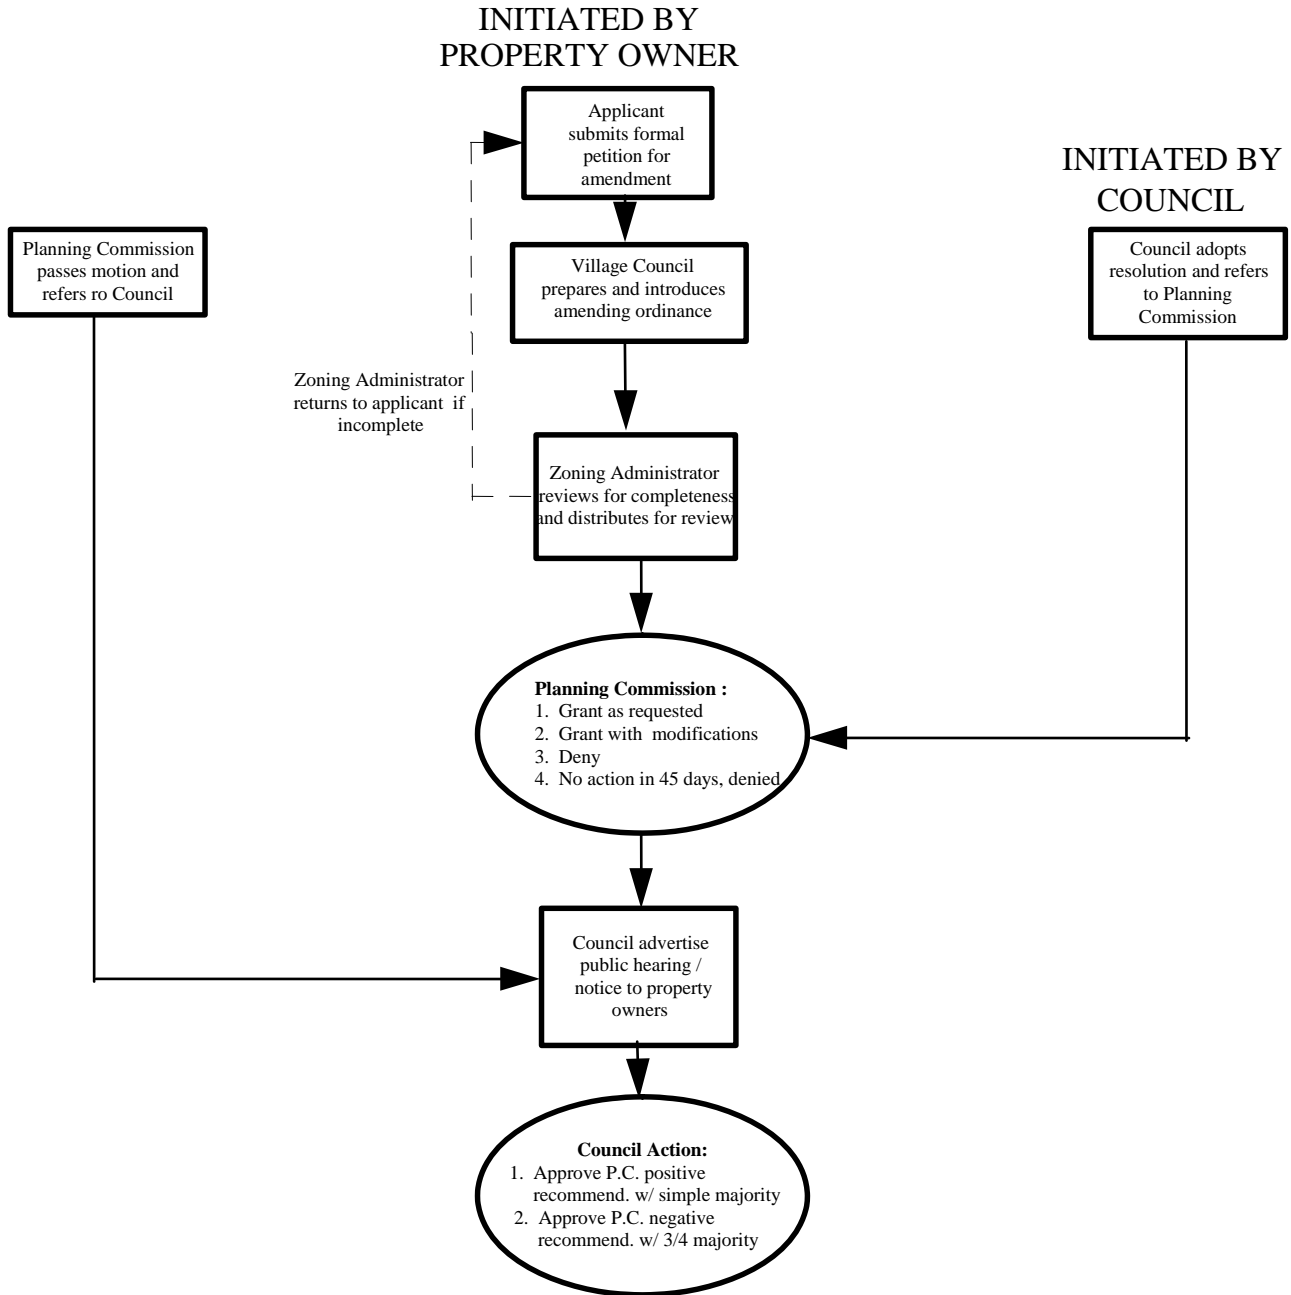 INITIATED BY
PROPERTY OWNER
Applicant
submits formal
petition for
amendment
INITIATED BY
COUNCIL
Planning Commission
passes motion and
refers ro Council
Village Council
prepares and introduces
amending ordinance
Council adopts
resolution and refers
to Planning
Commission
Zoning Administrator
returns to applicant if
incomplete
Zoning Administrator
reviews for completeness
and distributes for review
Planning Commission :
1. Grant as requested
2. Grant with modifications
3. Deny
4. No action in 45 days, denied
Council advertise
public hearing /
notice to property
owners
Council Action:
1. Approve P.C. positive
recommend. w/ simple majority
2. Approve P.C. negative
recommend. w/ 3/4 majority